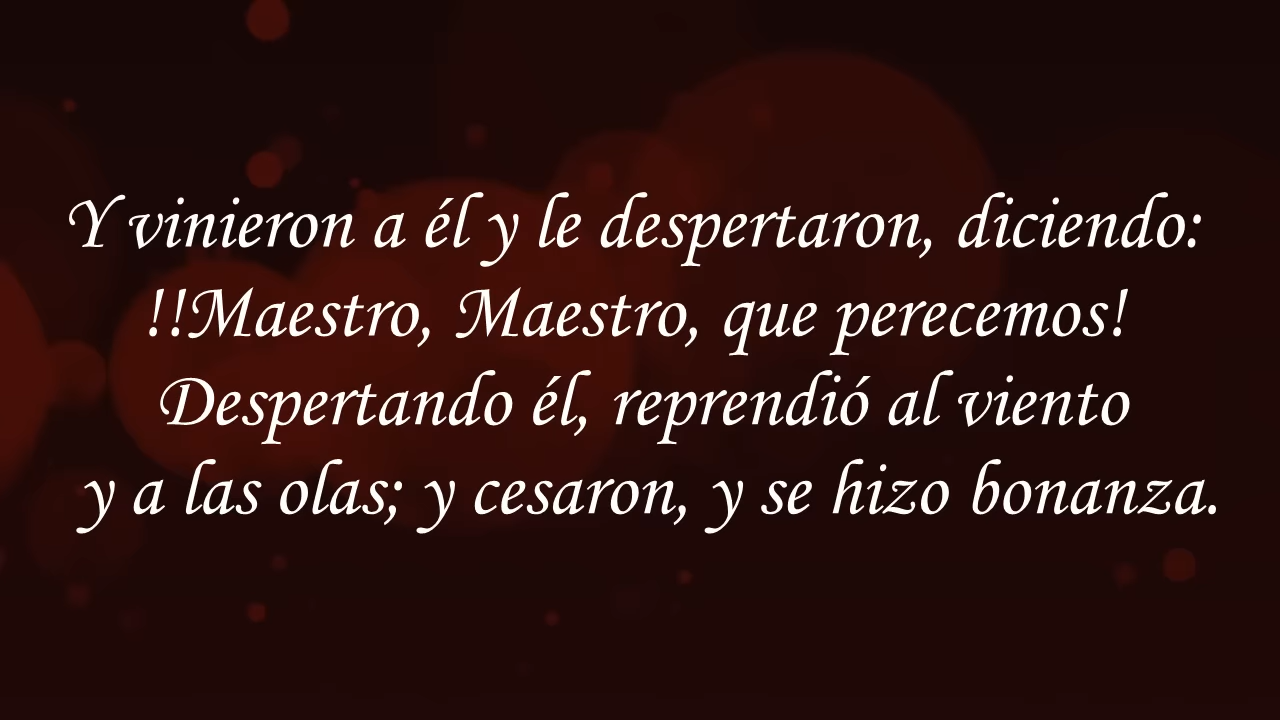 Y vinieron a él y le despertaron, diciendo:
!!Maestro, Maestro, que perecemos!
Despertando él, reprendió al viento
y a las olas; y cesaron, y se hizo bonanza.